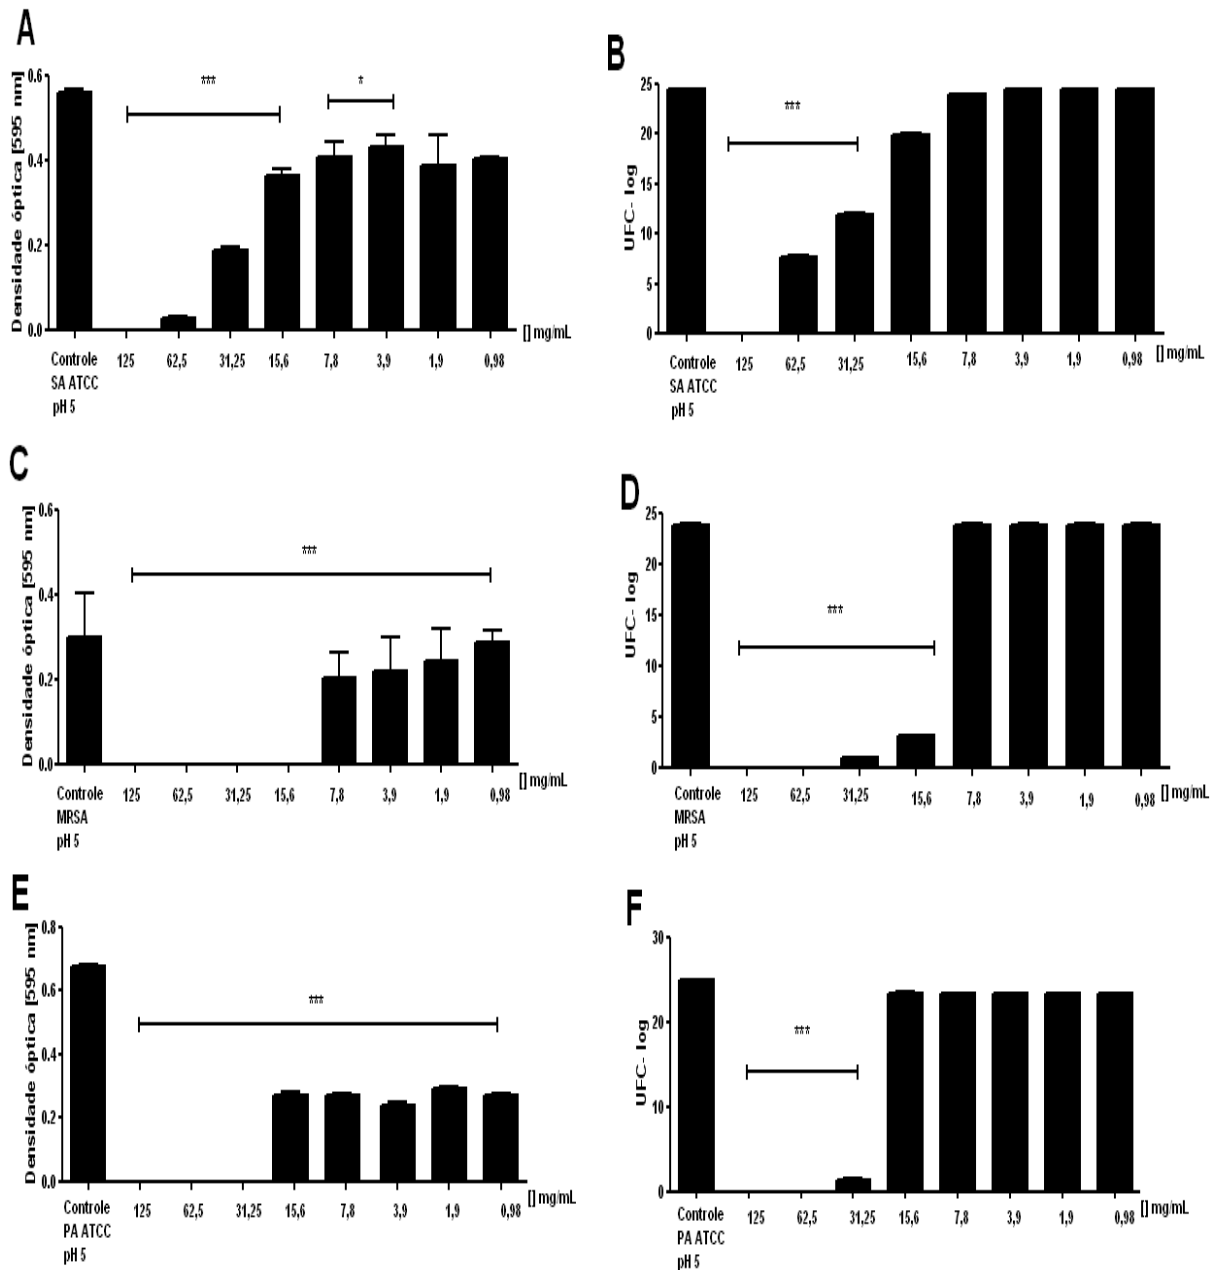 A
Densidade óptica [595 nm]
0.6
0.4
0.2
0.0
***
*
Controle
SA ATCC
pH 5
125 62,5 31,25 15,6 7,8 3,9 1,9 0,98 [] mg/mL
B
UFC- log
25
20
15
10
5
0
***
Controle
SA ATCC
pH 5
125 62,5 31,25 15,6 7,8 3,9 1,9 0,98 [] mg/mL
C
Densidade óptica [595 nm]
0.6
0.4
0.2
0.0
***
Controle
MRSA
pH 5
125 62,5 31,25 15,6 7,8 3,9 1,9 0,98 [] mg/mL
D
UFC- log
25
20
15
10
5
0
***
Controle
MRSA
pH 5
125 62,5 31,25 15,6 7,8 3,9 1,9 0,98 [] mg/mL
E
Densidade óptica [595 nm]
0.8
0.6
0.4
0.2
0.0
***
Controle
PA ATCC
pH 5
125 62,5 31,25 15,6 7,8 3,9 1,9 0,98 [] mg/mL
F
UFC- log
30
20
10
0
***
Controle
PA ATCC
pH 5
125 62,5 31,25 15,6 7,8 3,9 1,9 0,98 [] mg/mL